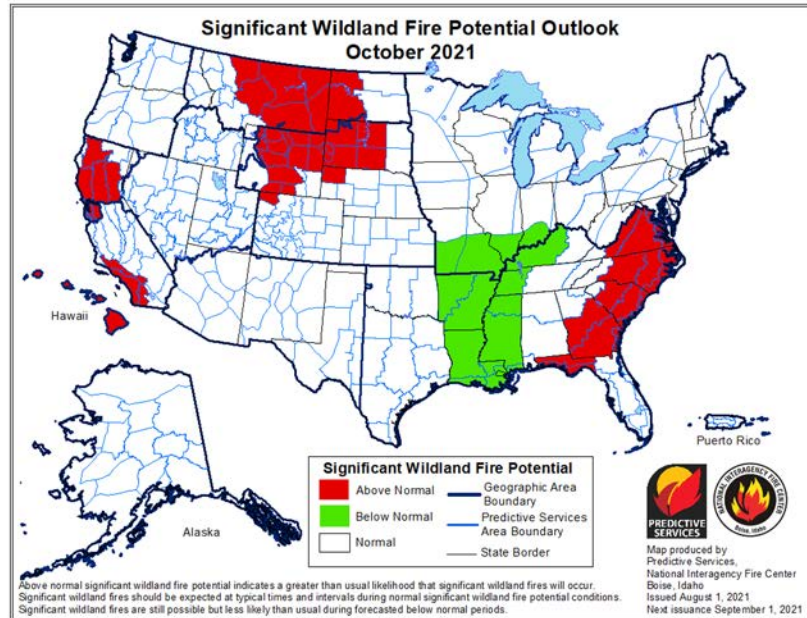 Significant Wildland Fire Potential Outlook
October 2021
Hawaii
Alaska
Puerto Rico
Significant Wildland Fire Potential
Above Normal
Below Normal
Normal
Geographic Area
Boundary
Predictive Services
Area Boundary
State Border
PREDICTIVE
SERVICES
NATIONAL INTERAGENCY FIRE CENTER
Boise, Idaho
Map produced by
Predictive Services,
National Interagency Fire Center
Boise, Idaho
Issued August 1, 2021
Next issuance September 1, 2021
Above normal significant wildland fire potential indicates a greater than usual likelihood that significant wildland fires will occur.
Significant wildland fires should be expected at typical times and intervals during normal significant wildland fire potential conditions.
Significant wildland fires are still possible but less likely than usual during forecasted below normal periods.